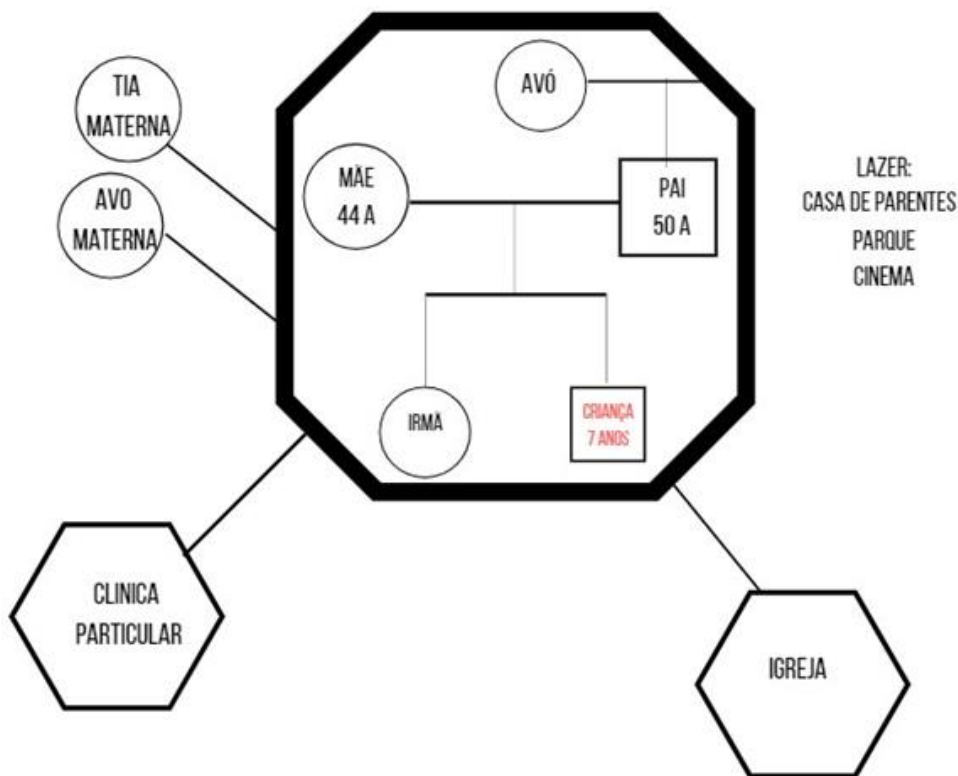 TIA
MATERNA
AVO
MATERNA
AVÓ
MÃE
44 A
PAI
50 A
LAZER:
CASA DE PARENTES
PARQUE
CINEMA
IRMÃ
CRIANÇA
7 ANOS
CLINICA
PARTICULAR
IGREJA